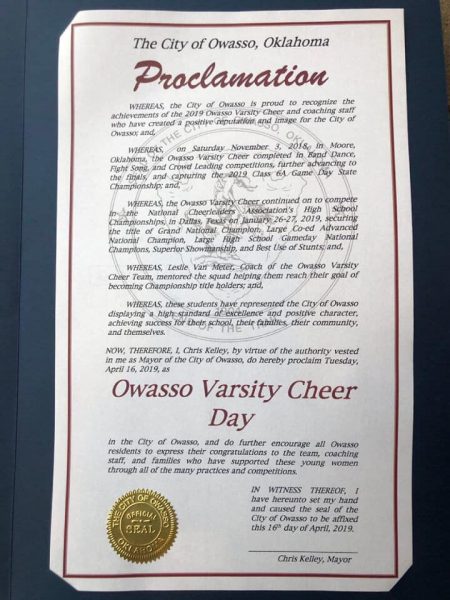 The City of Owasso, Oklahoma
Proclamation
WHEREAS, the City of Owasso is proud to recognize the
achievements of the 2019 Owasso Varsity Cheer and coaching staff
who have created a positive reputation and image for the City of
Owasso; and,
WHEREAS, on Saturday November 3, 2018, in Moore,
Oklahoma, the Owasso Varsity Cheer completed in Band Dance,
Fight Song, and Crowd Leading competitions, further advancing to
the finals, and capturing the 2019 Class 6A Game Day State
Championship; and,
WHEREAS, the Owasso Varsity Cheer continued on to compete
in the National Cheerleaders Association's High School
Championships, in Dallas, Texas on January 26-27, 2019, securing
the title of Grand National Champion, Large Co-ed Advanced
National Champion, Large High School Gameday National
Champions, Superior Showmanship, and Best Use of Stunts; and,
WHEREAS, Leslie Van Meter, Coach of the Owasso Varsity
Cheer Team, mentored the squad helping them reach their goal of
becoming Championship title holders; and,
WHEREAS, these students have represented the City of Owasso
displaying a high standard of excellence and positive character,
achieving success for their school, their families, their community,
and themselves.
NOW, THEREFORE, I, Chris Kelley, by virtue of the authority vested
in me as Mayor of the City of Owasso, do hereby proclaim Tuesday,
April 16, 2019, as
Owasso Varsity Cheer
Day
in the City of Owasso, and do further encourage all Owasso
residents to express their congratulations to the team, coaching
staff, and families who have supported these young women
through all of the many practices and competitions.
IN WITNESS THEREOF, I
have hereunto set my hand
and caused the seal of the
City of Owasso to be affixed
this 16th day of April, 2019.
Chris Kelley, Mayor
THE CITY OF OWASSO
OFFICIAL
SEAL
OKLAHOMA